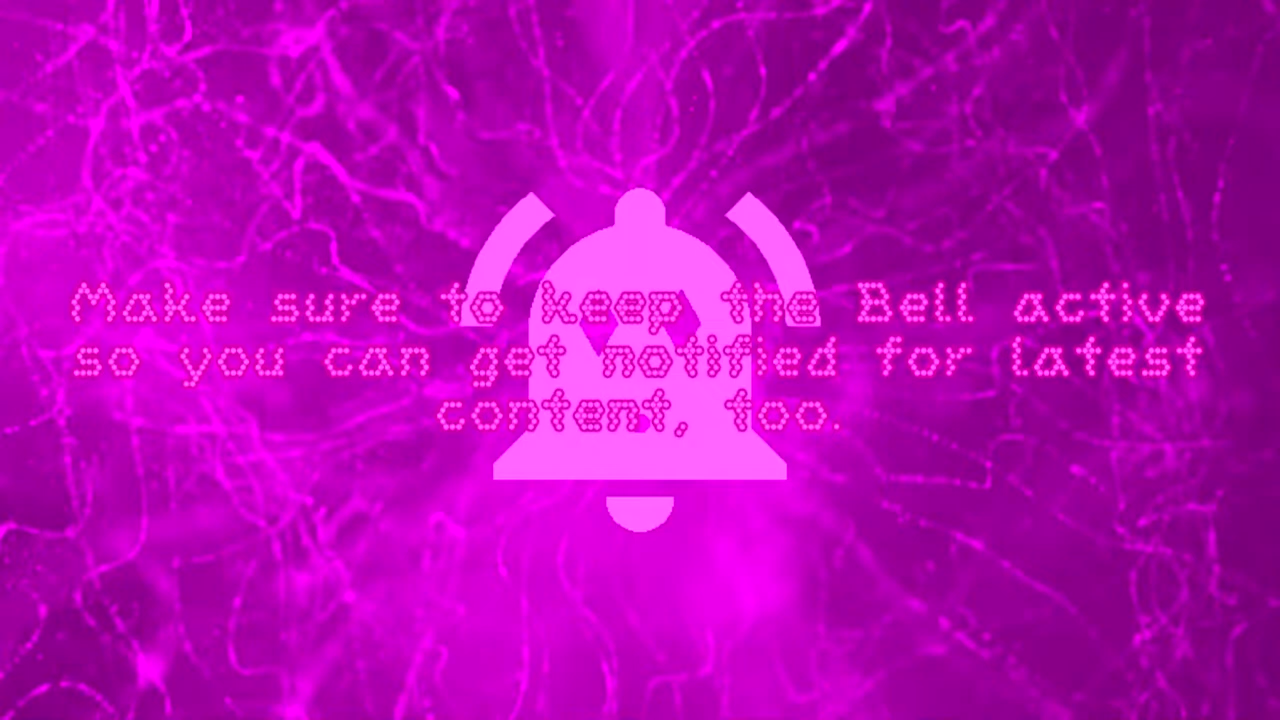 Make sure to keep the Bell active
so you can get notified for latest
content, too.